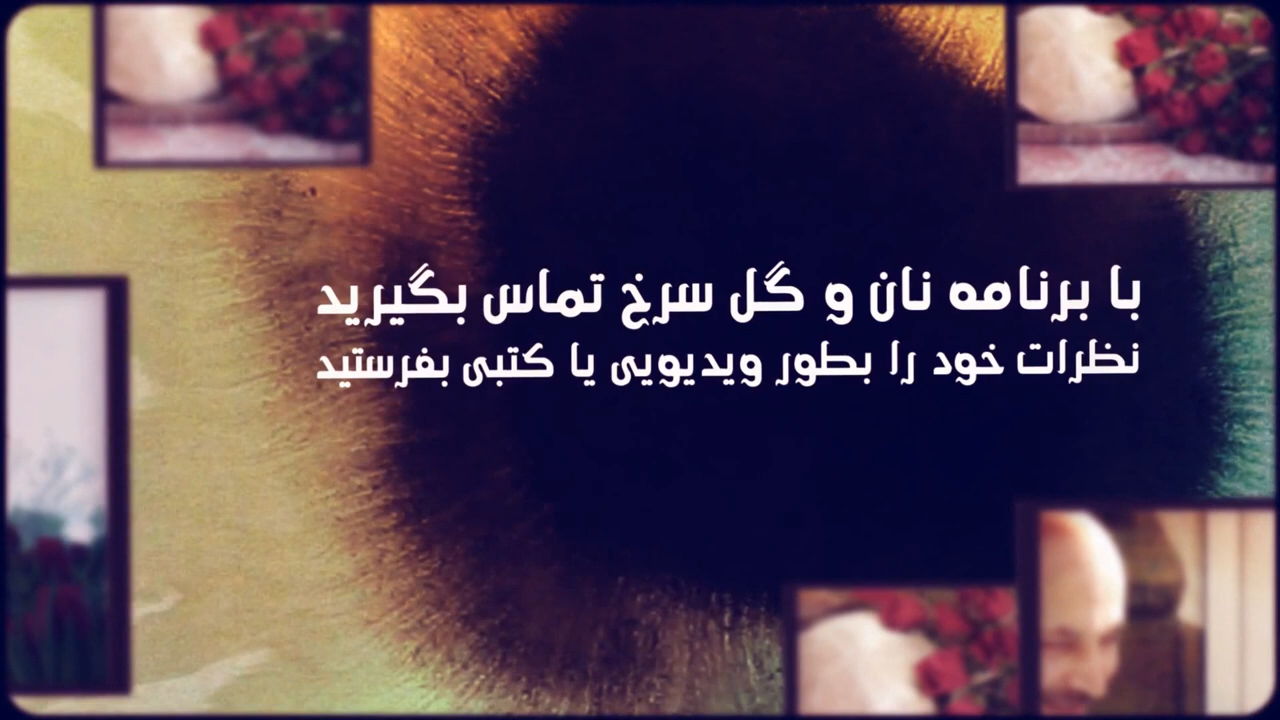 با برنامه نان و گل سرخ تماس بگیرید
نظرات خود را بطور ویدیویی یا کتبی بفرستید